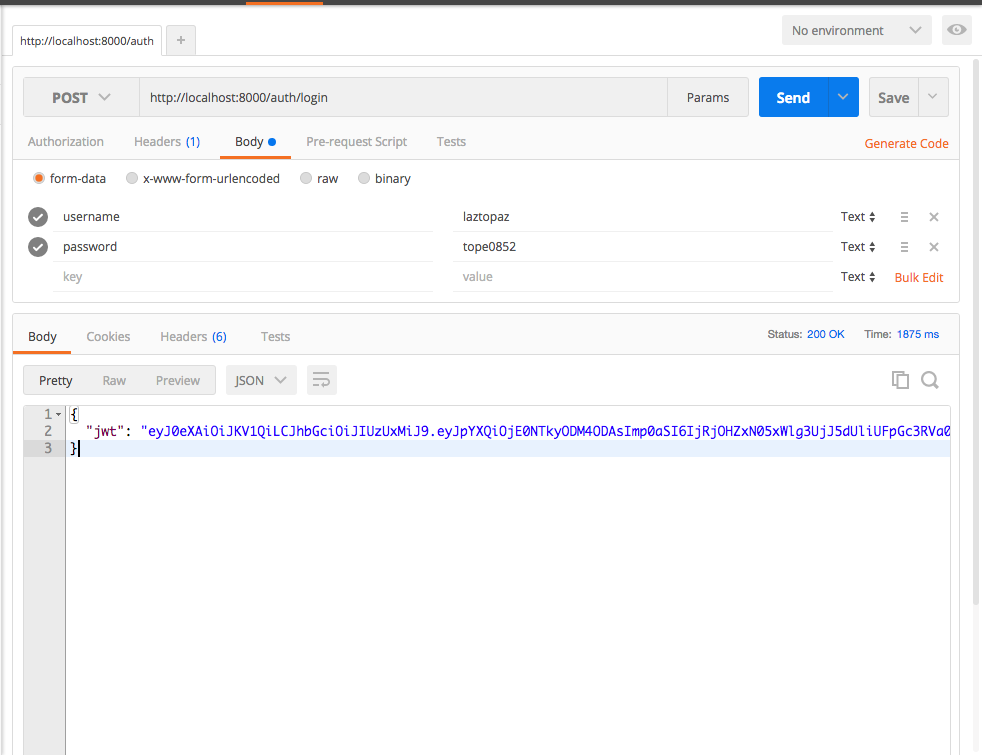 http://localhost:8000/auth +
No environment
POST http://localhost:8000/auth/login Params Send Save
Authorization Headers (1) Body Pre-request Script Tests Generate Code
form-data x-www-form-urlencoded raw binary
username laztopaz Text
password tope0852 Text
key value Text Bulk Edit
Body Cookies Headers (6) Tests Status: 200 OK Time: 1875 ms
Pretty Raw Preview JSON
1 {
2 "jwt": "eyJ0eXAiOiJKV1QiLCJhbGciOiJIUzUxMiJ9.eyJpYXQiOjE0NTkyODM4ODAsImp0aSI6IjRjOHZxN05xWlg3UjJ5dUliUFpGc3RVa0
3 }